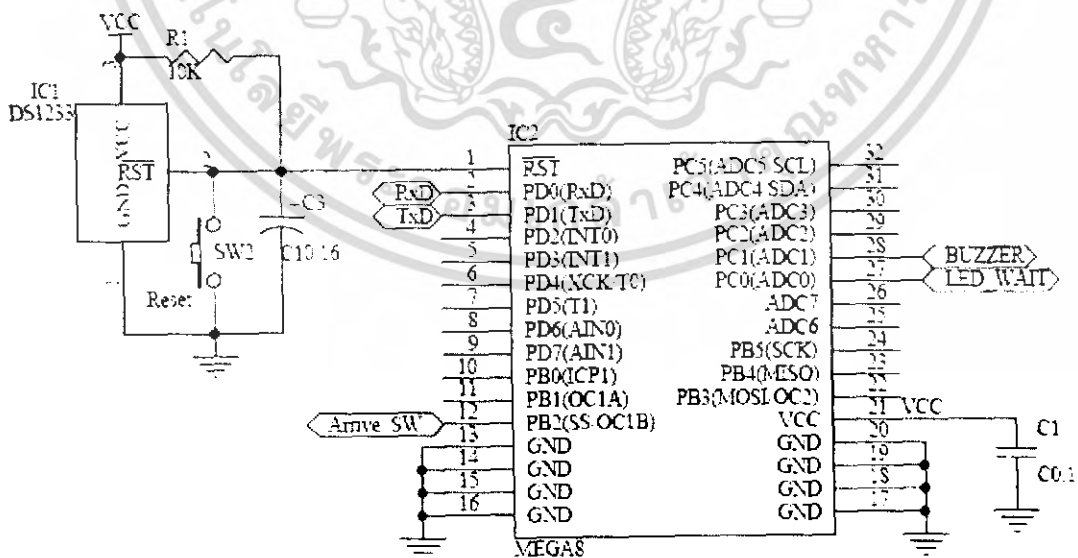 VCC
R1
10K
IC1
DS1233
VCC
GND
RST
SW2
Reset
C3
C10/16
IC2
1 RST
2 PD0(RxD)
3 PD1(TxD)
4 PD2(INT0)
5 PD3(INT1)
6 PD4(XCK/T0)
7 PD5(T1)
8 PD6(AIN0)
9 PD7(AIN1)
10 PB0(ICP1)
11 PB1(OC1A)
12 PB2(SS/OC1B)
13 GND
14 GND
15 GND
16 GND
RxD
TxD
Arrive_SW
PC5(ADC5/SCL) 32
PC4(ADC4/SDA) 31
PC3(ADC3) 30
PC2(ADC2) 29
PC1(ADC1) 28
PC0(ADC0) 27
ADC7 26
ADC6 25
PB5(SCK) 24
PB4(MISO) 23
PB3(MOSI/OC2) 22
VCC 21
GND 20
GND 19
GND 18
GND 17
BUZZER
LED_WAIT
VCC
C1
C0.1
MEGA8